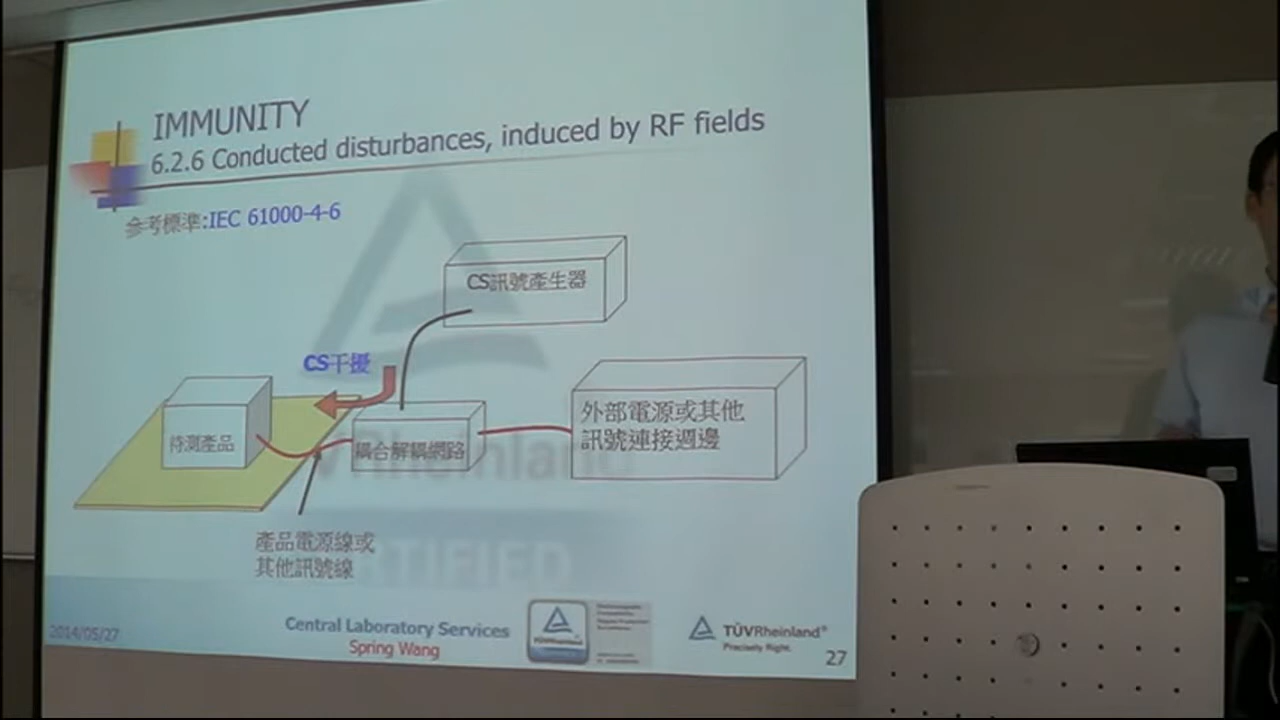 IMMUNITY
6.2.6 Conducted disturbances, induced by RF fields
參考標準:IEC 61000-4-6
CS訊號產生器
CS干擾
待測產品
耦合解耦網路
外部電源或其他
訊號連接週邊
產品電源線或
其他訊號線
2014/05/27
Central Laboratory Services
Spring Wang
TÜVRheinland®
Precisely Right.
27